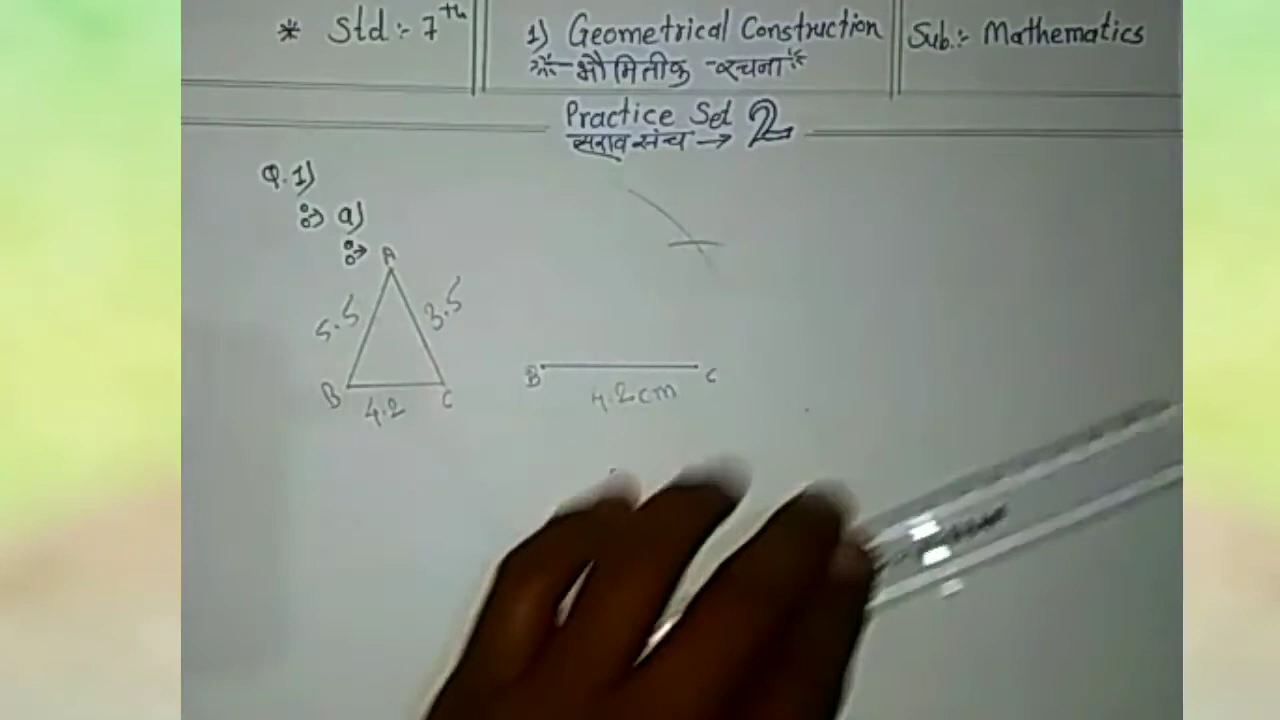 * Std :- 7th
1) Geometrical Construction
भौमितीक रचना
Sub :- Mathematics
Practice Set 2
सराव संच → 
Q.1)
a)
A
5.5
3.5
B
C
4.2
B
C
4.2cm